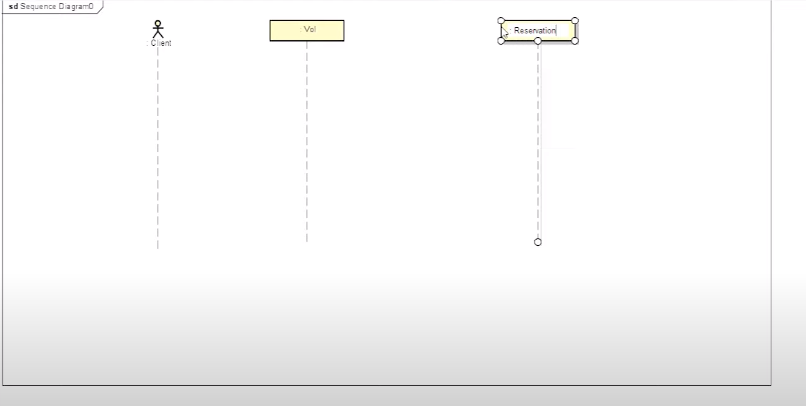 sd Sequence Diagram0
: Client
: Vol
: Reservation